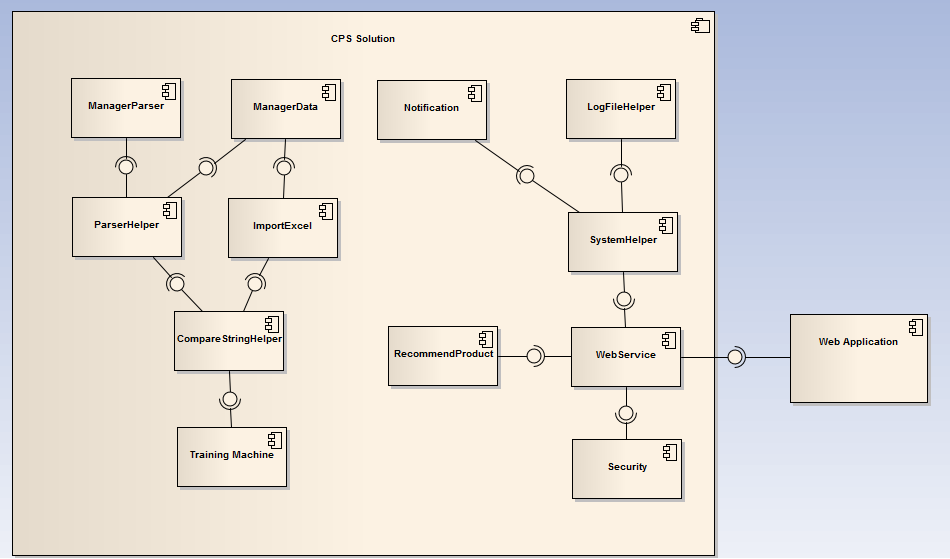 CPS Solution
ManagerParser
ManagerData
Notification
LogFileHelper
ParserHelper
ImportExcel
SystemHelper
CompareStringHelper
RecommendProduct
WebService
Web Application
Training Machine
Security